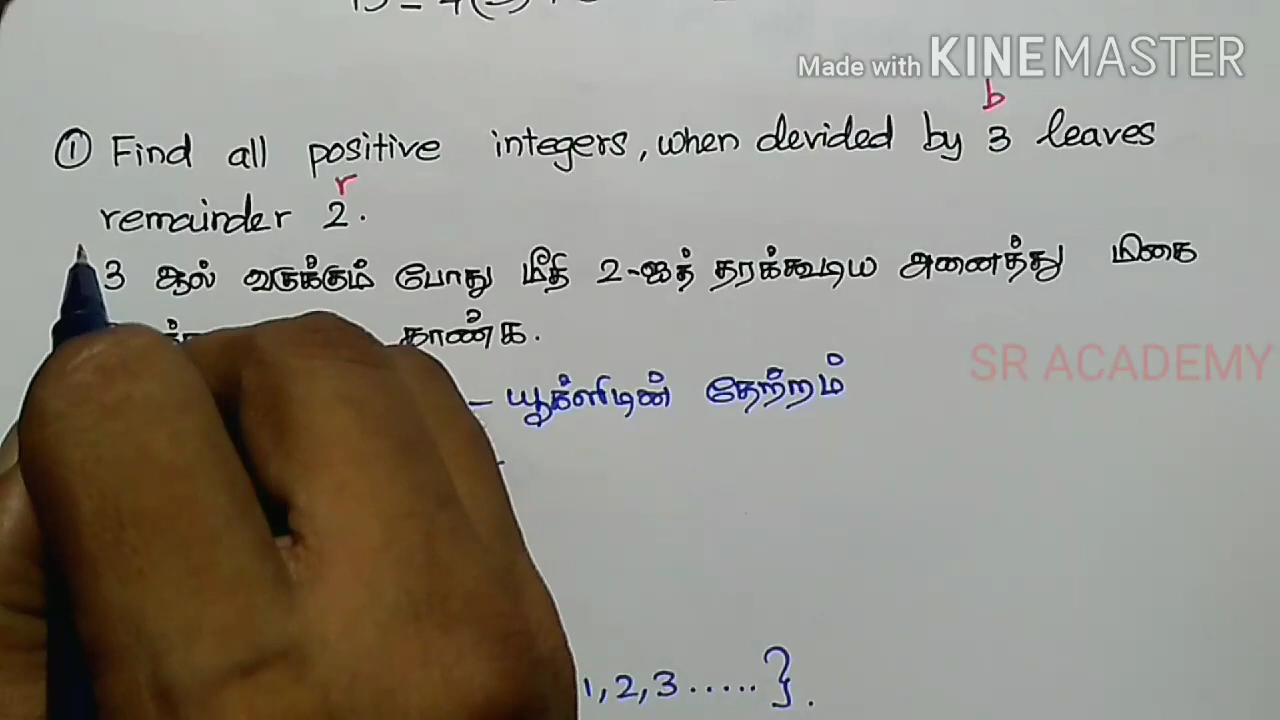 Made with KINEMASTER
b
① Find all positive integers, when devided by 3 leaves
r
remainder 2.
3 ஆல் வகுக்கும் போது மீதி 2-ஐத் தரக்கூடிய அனைத்து மிகை
காண்க.
SR ACADEMY
– யூக்ளிடின் தேற்றம்
1, 2, 3 ..... }.